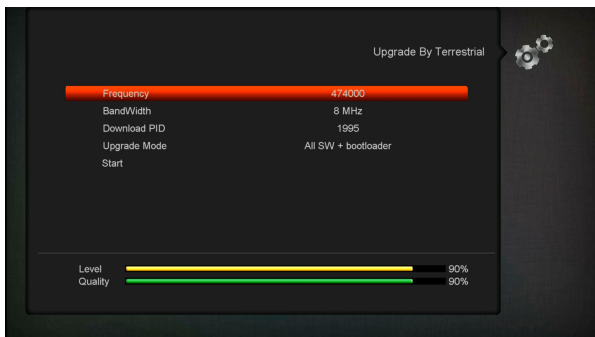 Upgrade By Terrestrial
Frequency 474000
BandWidth 8 MHz
Download PID 1995
Upgrade Mode All SW + bootloader
Start
Level 90%
Quality 90%